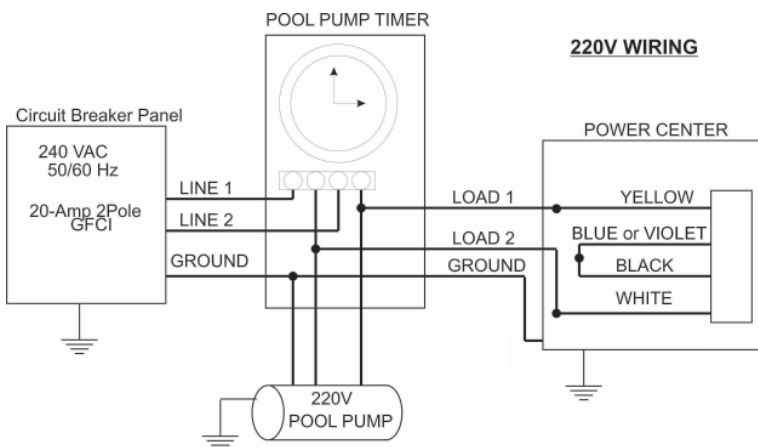 POOL PUMP TIMER
220V WIRING
Circuit Breaker Panel
240 VAC
50/60 Hz
20-Amp 2Pole
GFCI
LINE 1
LINE 2
GROUND
LOAD 1
LOAD 2
GROUND
POWER CENTER
YELLOW
BLUE or VIOLET
BLACK
WHITE
220V
POOL PUMP